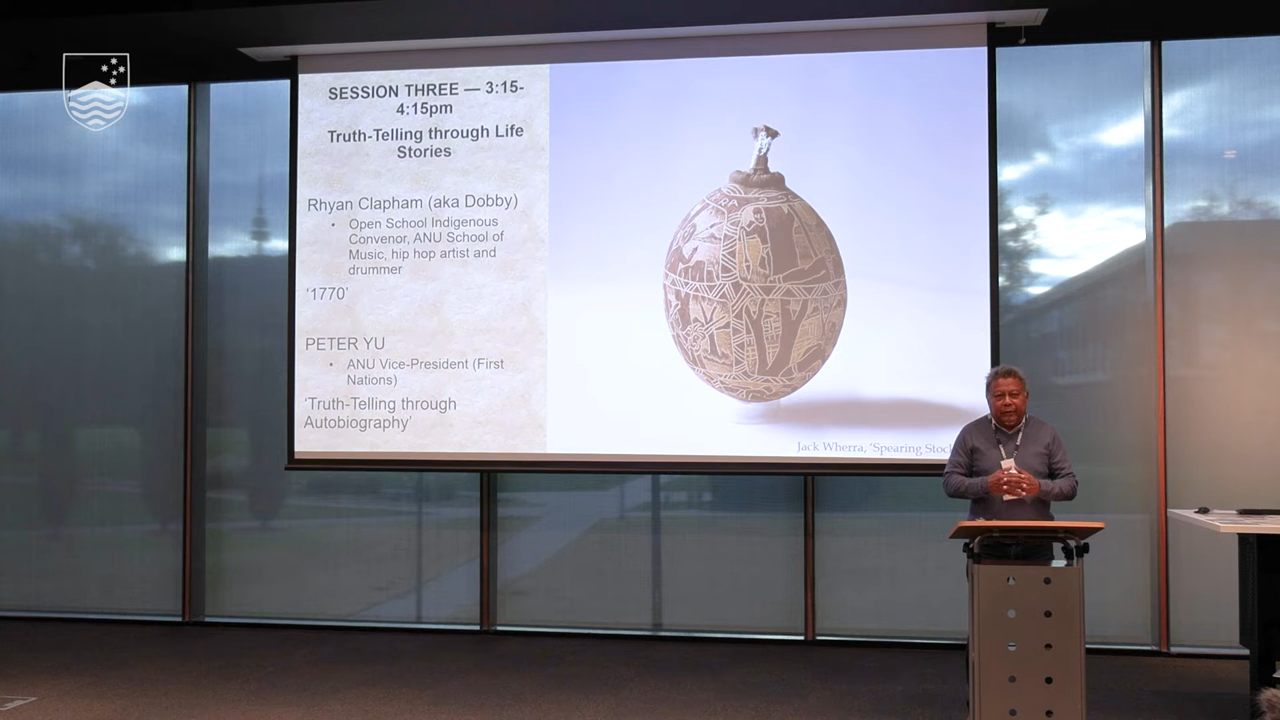 SESSION THREE — 3:15-
4:15pm
Truth-Telling through Life
Stories
Rhyan Clapham (aka Dobby)
• Open School Indigenous
Convenor, ANU School of
Music, hip hop artist and
drummer
‘1770’
PETER YU
• ANU Vice-President (First
Nations)
‘Truth-Telling through
Autobiography’
Jack Wherra, ‘Spearing